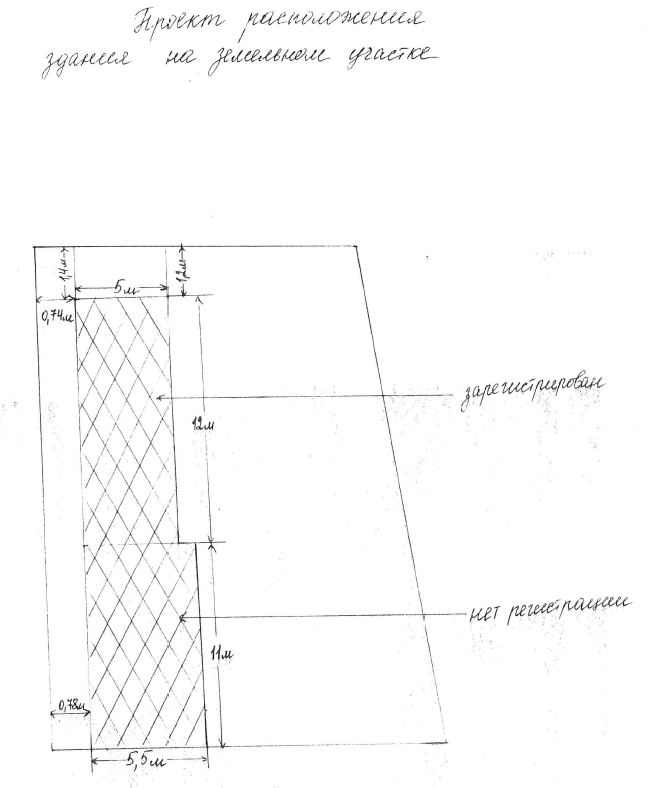 Проект расположения
здания на земельном участке
1,4м
1,2м
5м
0,74м
зарегистрирован
12м
нет регистрации
11м
0,78м
5,5м